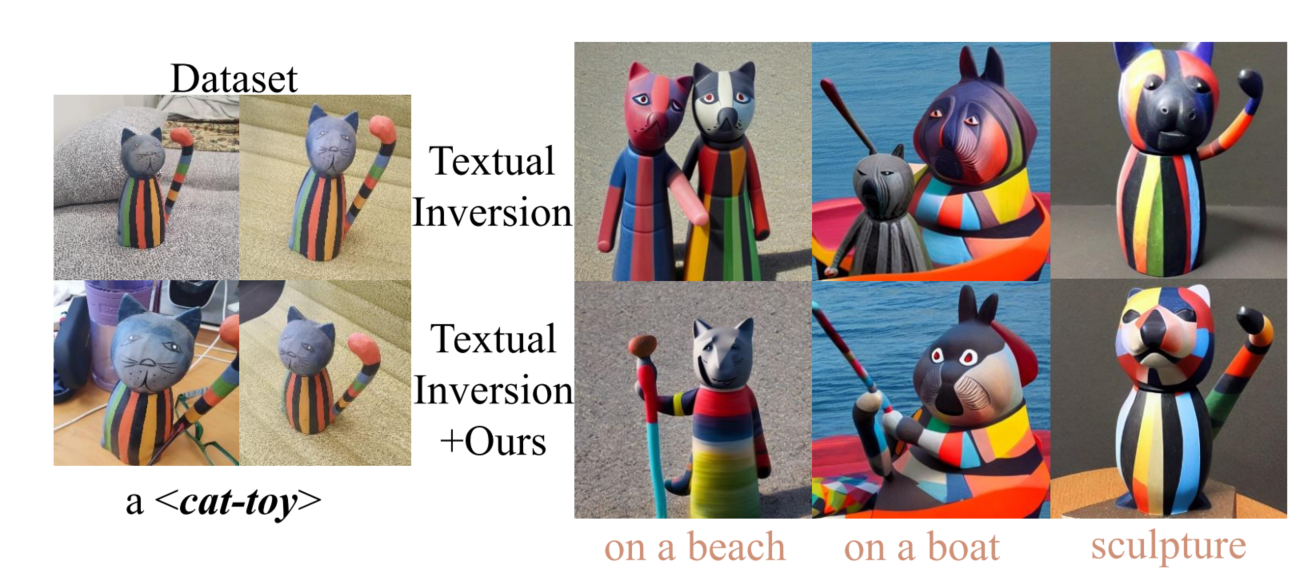 Dataset
a <cat-toy>
Textual
Inversion
Textual
Inversion
+Ours
on a beach
on a boat
sculpture